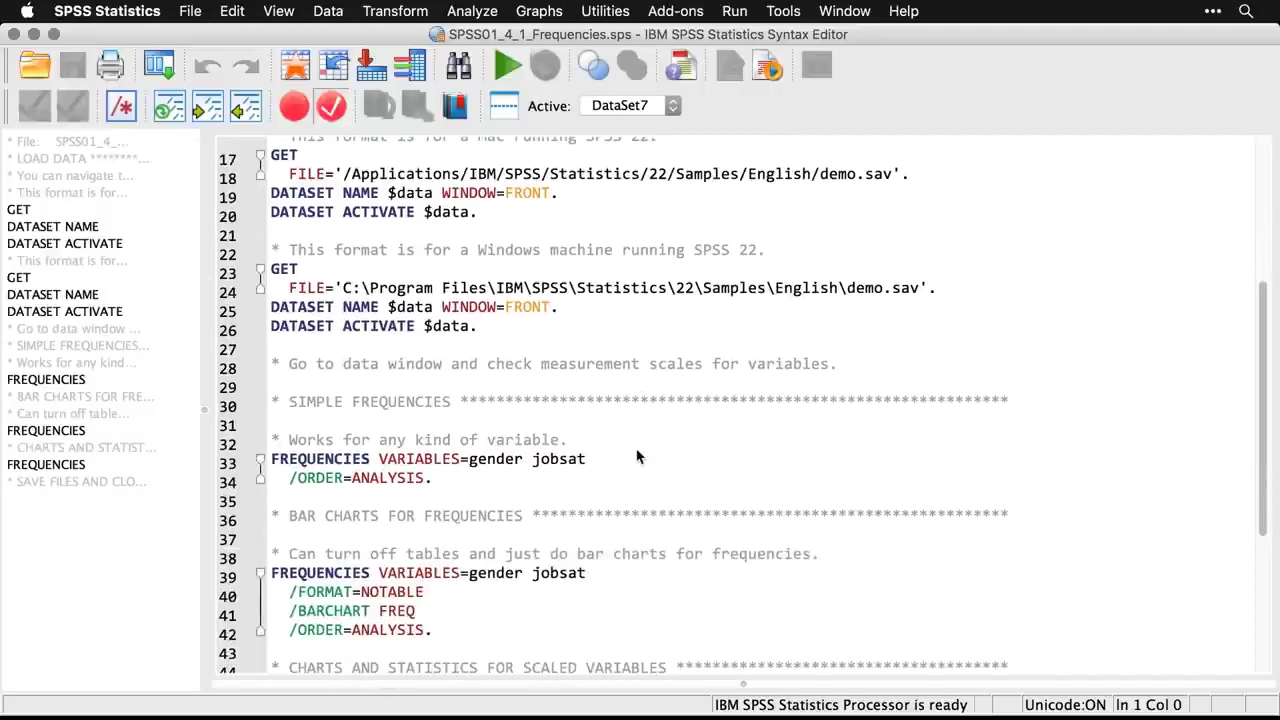 SPSS Statistics File Edit View Data Transform Analyze Graphs Utilities Add-ons Run Tools Window Help
SPSS01_4_1_Frequencies.sps - IBM SPSS Statistics Syntax Editor
Active: DataSet7
* File: SPSS01_4_...
* LOAD DATA ********...
* You can navigate t...
* This format is for...
GET
DATASET NAME
DATASET ACTIVATE
* This format is for...
GET
DATASET NAME
DATASET ACTIVATE
* Go to data window ...
* SIMPLE FREQUENCIES...
* Works for any kind...
FREQUENCIES
* BAR CHARTS FOR FRE...
* Can turn off table...
FREQUENCIES
* CHARTS AND STATIST...
FREQUENCIES
* SAVE FILES AND CLO...
* This format is for a Mac running SPSS 22.
17 GET
18 FILE='/Applications/IBM/SPSS/Statistics/22/Samples/English/demo.sav'.
19 DATASET NAME $data WINDOW=FRONT.
20 DATASET ACTIVATE $data.
21
22 * This format is for a Windows machine running SPSS 22.
23 GET
24 FILE='C:\Program Files\IBM\SPSS\Statistics\22\Samples\English\demo.sav'.
25 DATASET NAME $data WINDOW=FRONT.
26 DATASET ACTIVATE $data.
27
28 * Go to data window and check measurement scales for variables.
29
30 * SIMPLE FREQUENCIES *************************************************************
31
32 * Works for any kind of variable.
33 FREQUENCIES VARIABLES=gender jobsat
34 /ORDER=ANALYSIS.
35
36 * BAR CHARTS FOR FREQUENCIES *****************************************************
37
38 * Can turn off tables and just do bar charts for frequencies.
39 FREQUENCIES VARIABLES=gender jobsat
40 /FORMAT=NOTABLE
41 /BARCHART FREQ
42 /ORDER=ANALYSIS.
43
44 * CHARTS AND STATISTICS FOR SCALED VARIABLES *************************************
IBM SPSS Statistics Processor is ready Unicode:ON In 1 Col 0